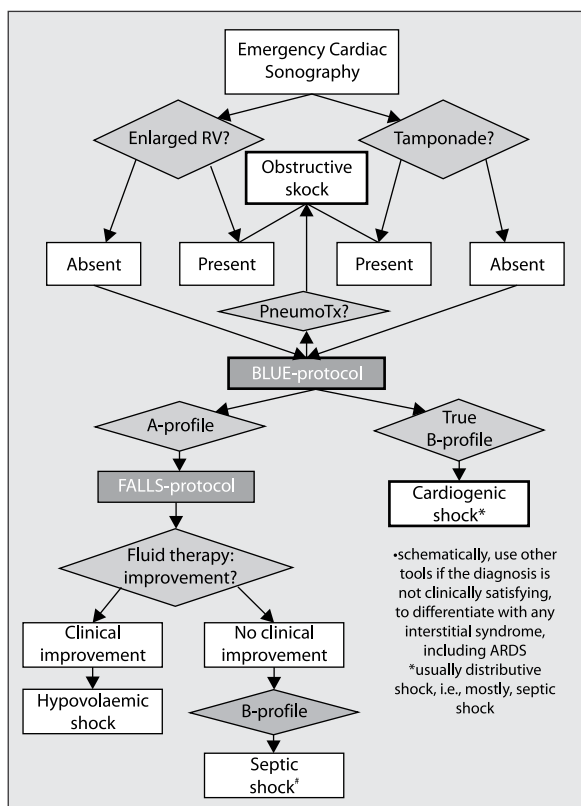 Emergency Cardiac
Sonography
Enlarged RV?
Tamponade?
Obstructive
skock
Absent
Present
Present
Absent
PneumoTx?
BLUE-protocol
A-profile
True
B-profile
FALLS-protocol
Cardiogenic
shock*
Fluid therapy:
improvement?
•schematically, use other
tools if the diagnosis is
not clinically satisfying,
to differentiate with any
interstitial syndrome,
including ARDS
*usually distributive
shock, i.e., mostly, septic
shock
Clinical
improvement
No clinical
improvement
Hypovolaemic
shock
B-profile
Septic
shock#